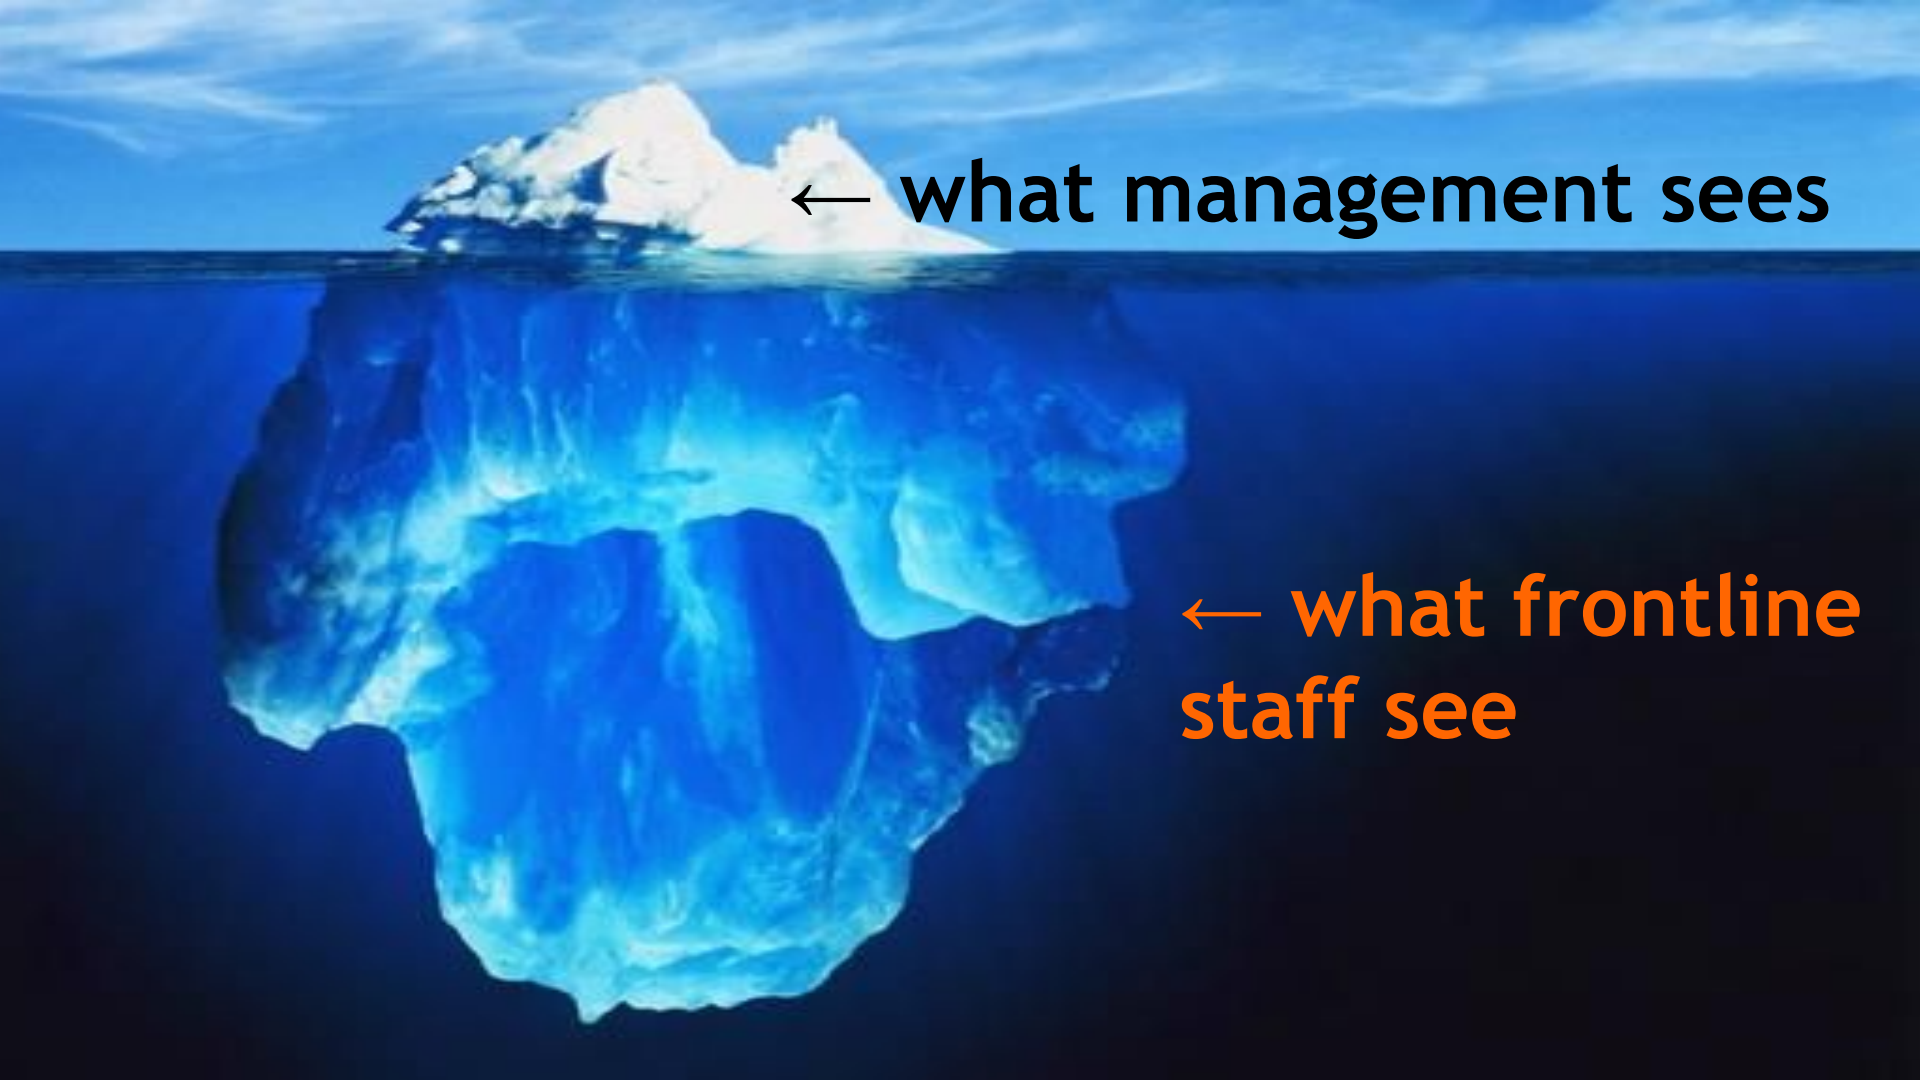 ← what management sees
← what frontline
staff see